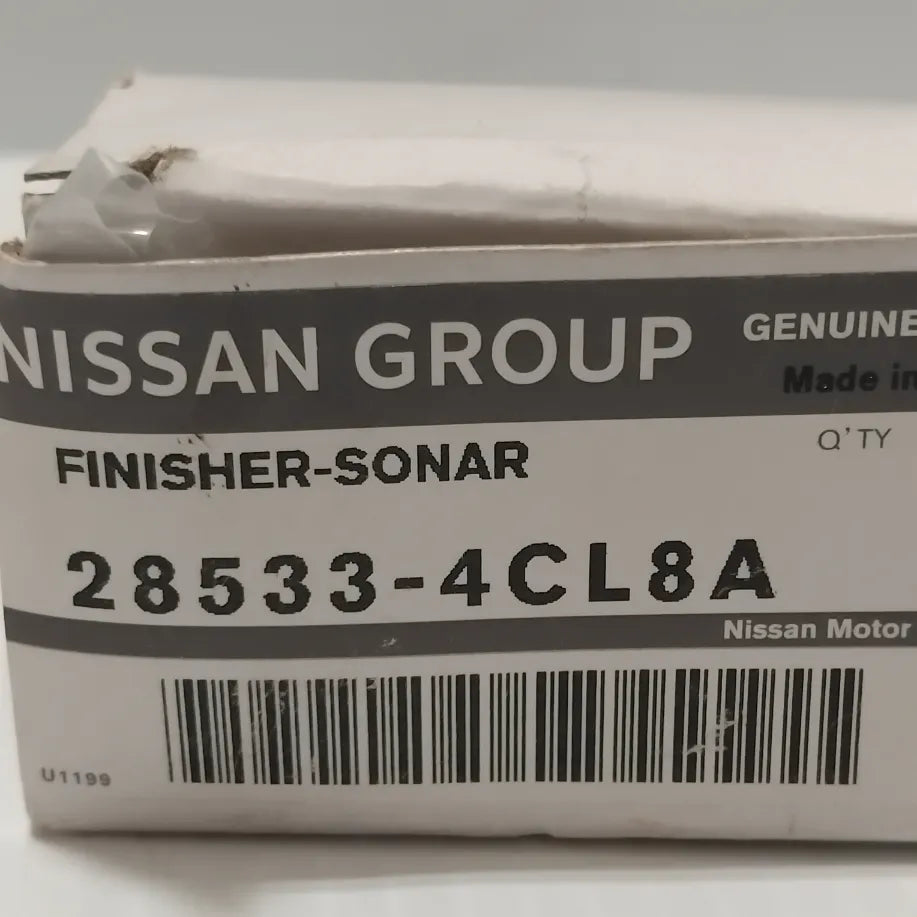 NISSAN GROUP
GENUINE
Made in
FINISHER-SONAR
Q'TY
28533-4CL8A
Nissan Motor
U1199